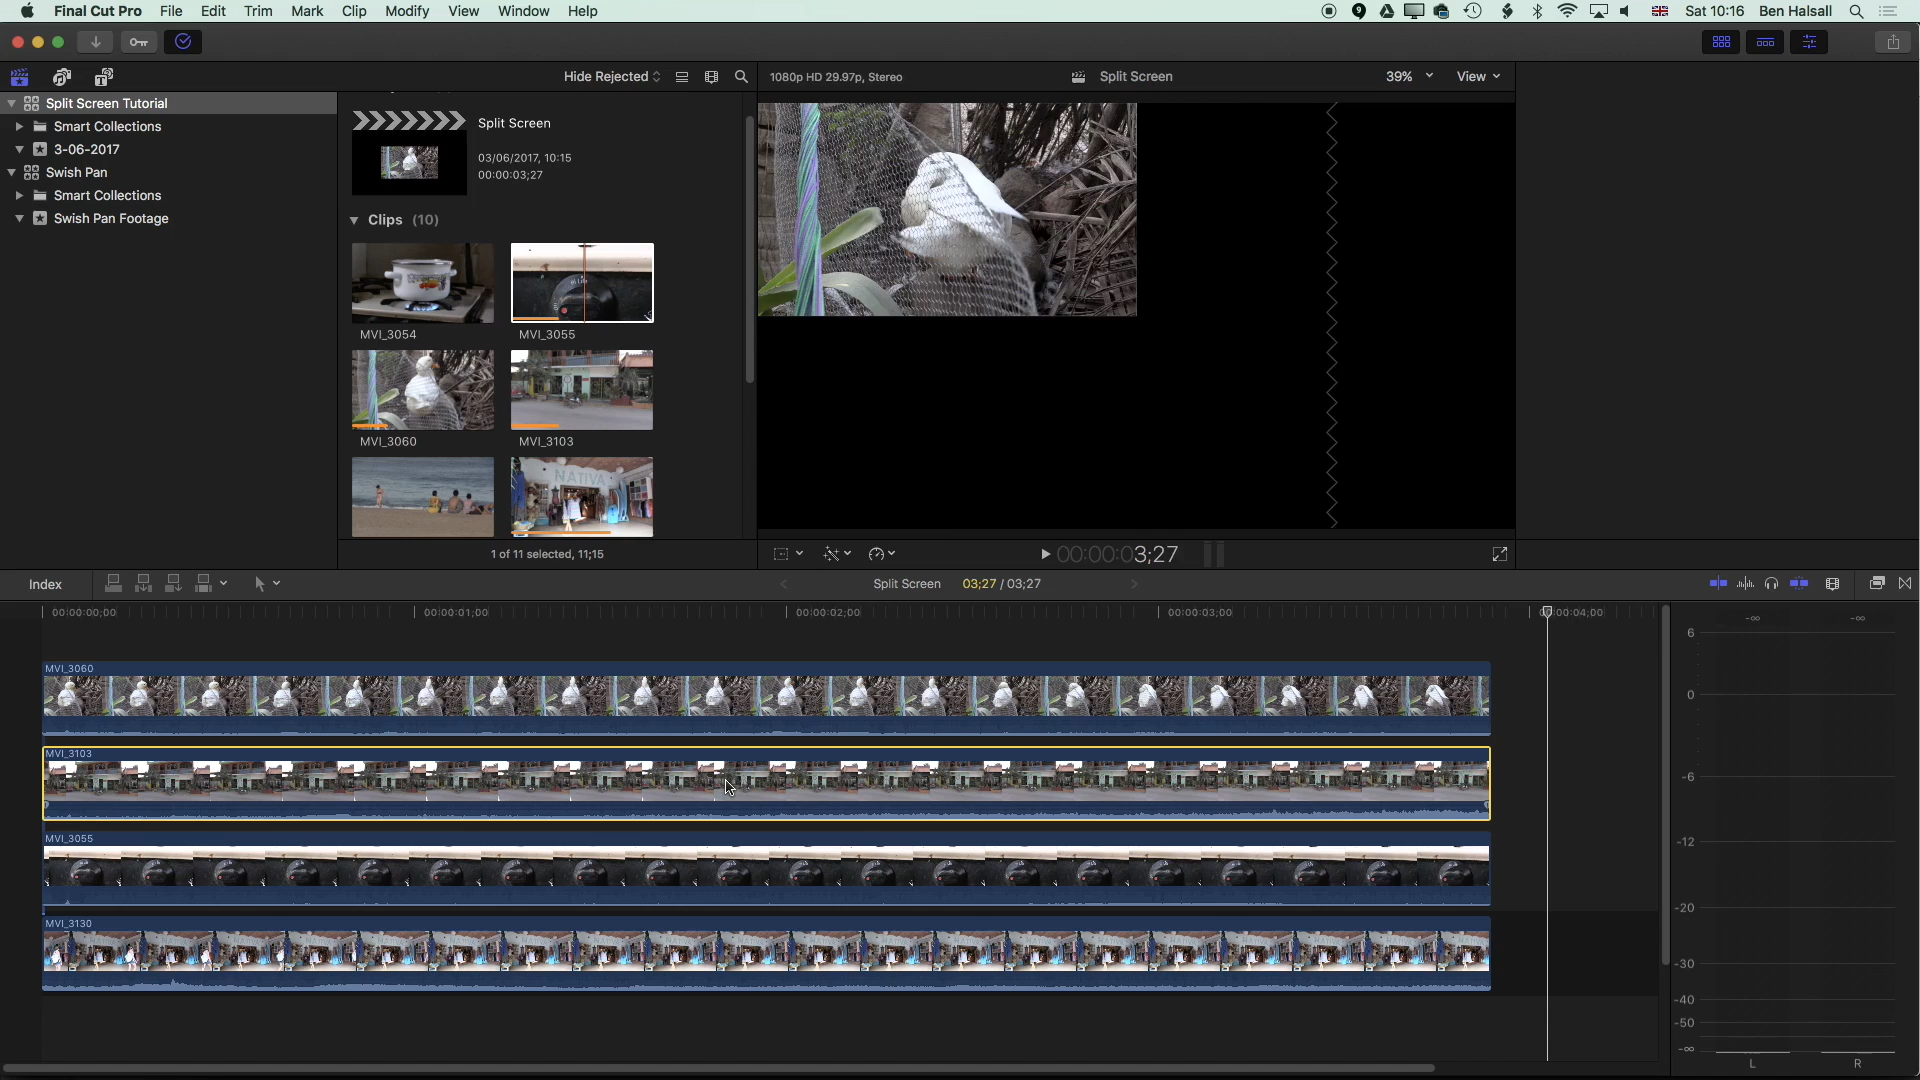 Final Cut Pro File Edit Trim Mark Clip Modify View Window Help 9 Sat 10:16 Ben Halsall
Hide Rejected 1080p HD 29.97p, Stereo Split Screen 39% View
Split Screen Tutorial
Smart Collections
3-06-2017
Swish Pan
Smart Collections
Swish Pan Footage
Split Screen
03/06/2017, 10:15
00:00:03;27
Clips (10)
MVI_3054 MVI_3055
MVI_3060 MVI_3103
NATIVA
1 of 11 selected, 11;15
00:00:03;27
Index Split Screen 03;27 / 03;27
00:00:00;00 00:00:01;00 00:00:02;00 00:00:03;00 00:00:04;00
MVI_3060
MVI_3103
MVI_3055
MVI_3130
-∞ -∞
6
0
-6
-12
-20
-30
-40
-50
-∞
L R